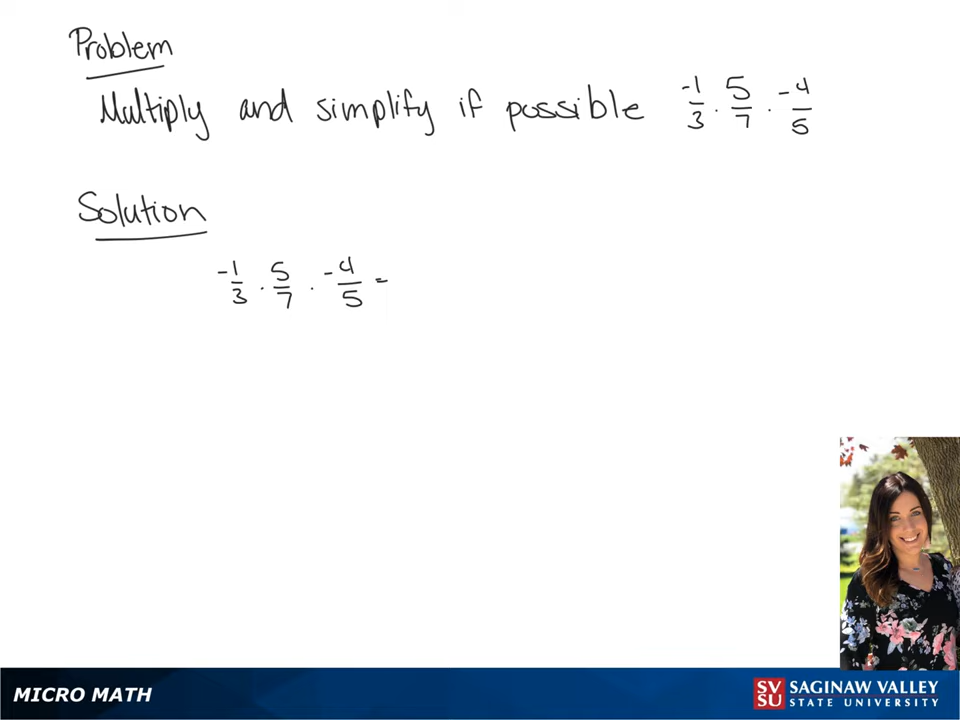 Problem
Multiply and simplify if possible -1/3 · 5/7 · -4/5
Solution
-1/3 · 5/7 · -4/5 =
MICRO MATH
SVSU SAGINAW VALLEY
STATE UNIVERSITY